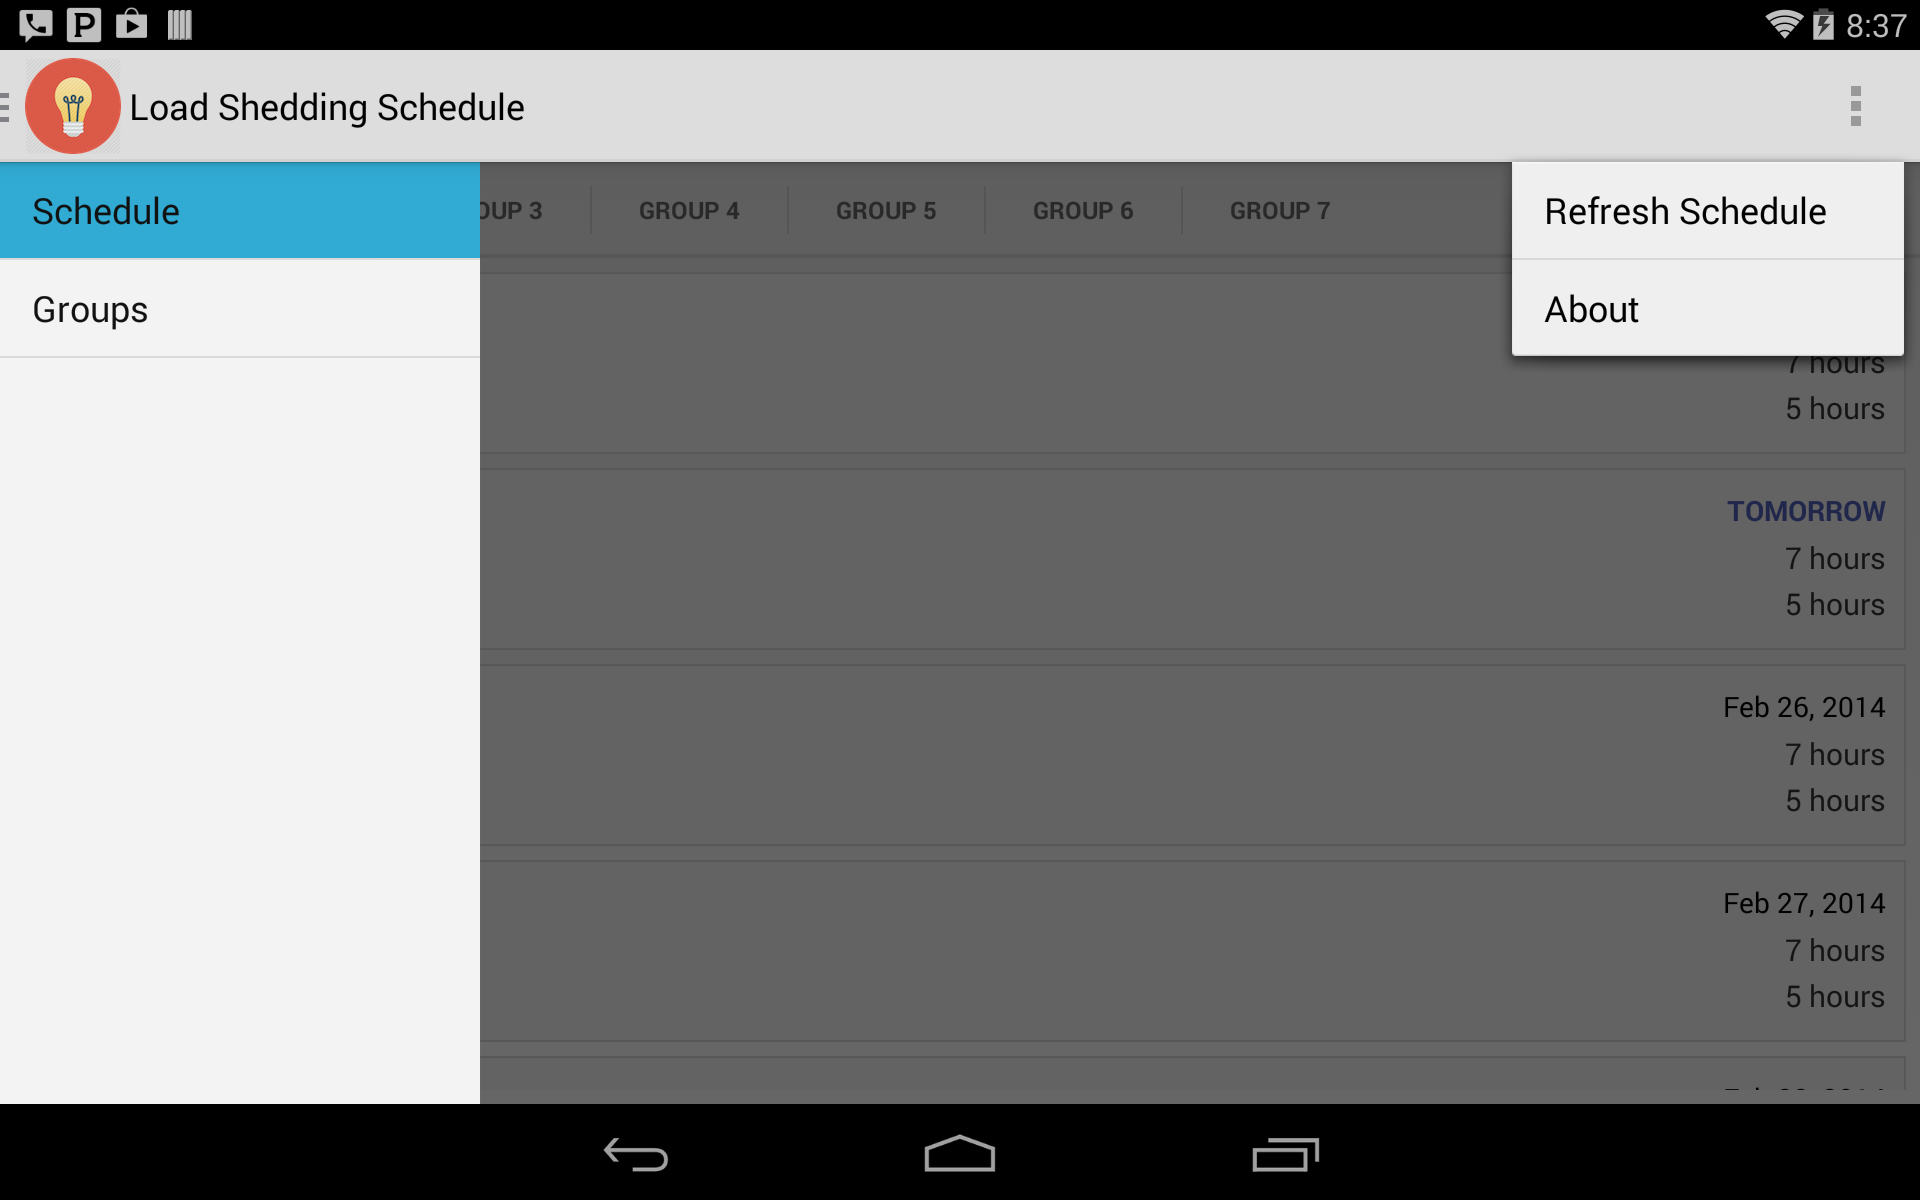 8:37
Load Shedding Schedule
Schedule
Groups
OUP 3
GROUP 4
GROUP 5
GROUP 6
GROUP 7
Refresh Schedule
About
7 hours
5 hours
TOMORROW
7 hours
5 hours
Feb 26, 2014
7 hours
5 hours
Feb 27, 2014
7 hours
5 hours